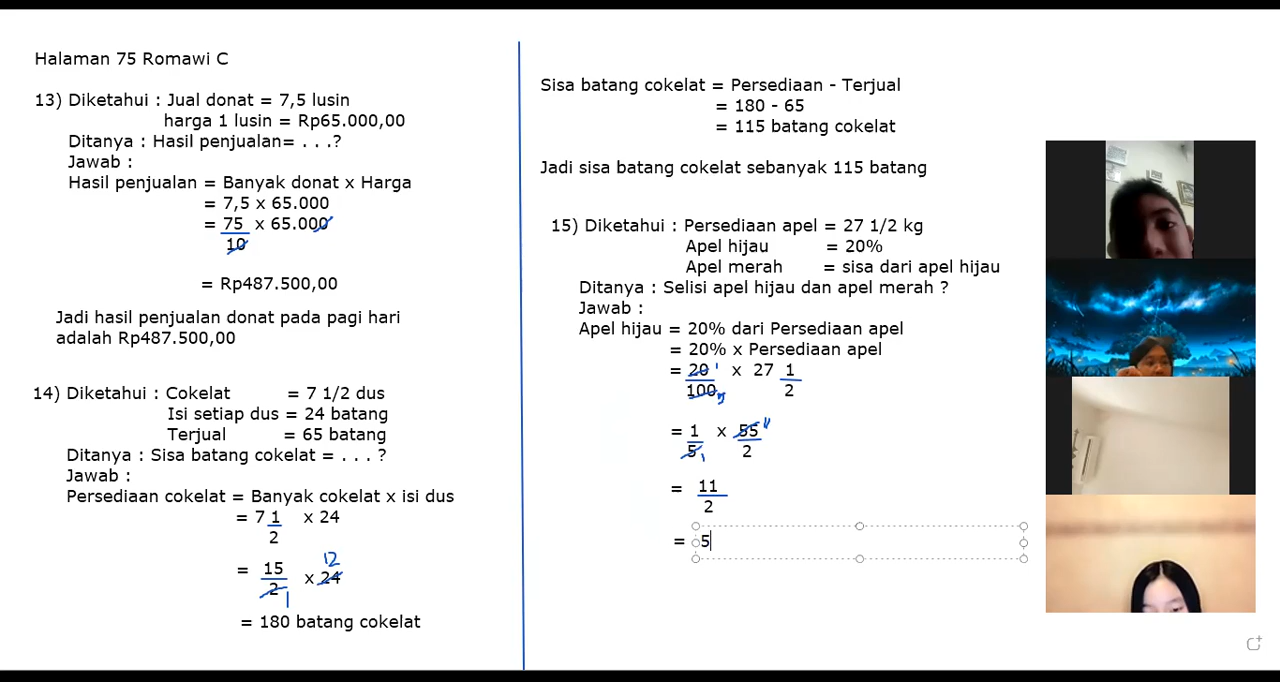 Halaman 75 Romawi C
13) Diketahui : Jual donat = 7,5 lusin
harga 1 lusin = Rp65.000,00
Ditanya : Hasil penjualan= . . .?
Jawab :
Hasil penjualan = Banyak donat x Harga
= 7,5 x 65.000
= 75 x 65.000
10
= Rp487.500,00
Jadi hasil penjualan donat pada pagi hari
adalah Rp487.500,00
14) Diketahui : Cokelat = 7 1/2 dus
Isi setiap dus = 24 batang
Terjual = 65 batang
Ditanya : Sisa batang cokelat = . . . ?
Jawab :
Persediaan cokelat = Banyak cokelat x isi dus
= 7 1 x 24
2
12
= 15 x 24
2 1
= 180 batang cokelat
Sisa batang cokelat = Persediaan - Terjual
= 180 - 65
= 115 batang cokelat
Jadi sisa batang cokelat sebanyak 115 batang
15) Diketahui : Persediaan apel = 27 1/2 kg
Apel hijau = 20%
Apel merah = sisa dari apel hijau
Ditanya : Selisi apel hijau dan apel merah ?
Jawab :
Apel hijau = 20% dari Persediaan apel
= 20% x Persediaan apel
= 20 1 x 27 1
100 5 2
= 1 x 55 11
5 1 2
= 11
2
= 5